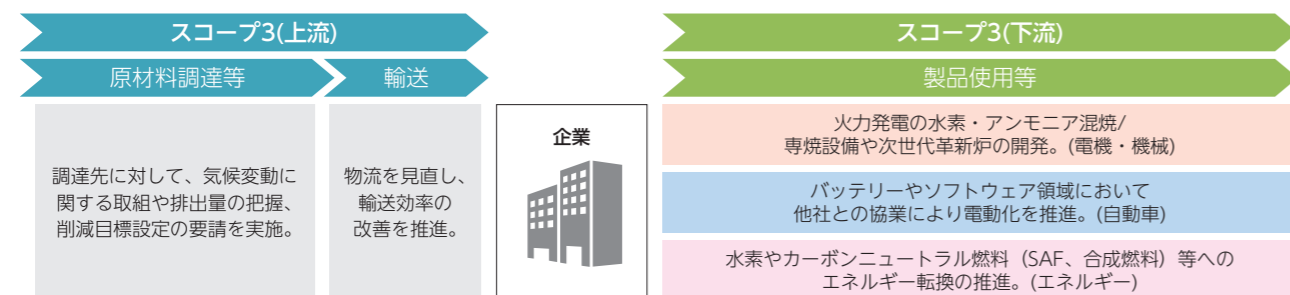 スコープ3(上流)
スコープ3(下流)
原材料調達等
輸送
製品使用等
調達先に対して、気候変動に
関する取組や排出量の把握、
削減目標設定の要請を実施。
物流を見直し、
輸送効率の
改善を推進。
企業
火力発電の水素・アンモニア混焼/
専焼設備や次世代革新炉の開発。(電機・機械)
バッテリーやソフトウェア領域において
他社との協業により電動化を推進。(自動車)
水素やカーボンニュートラル燃料（SAF、合成燃料）等への
エネルギー転換の推進。(エネルギー)